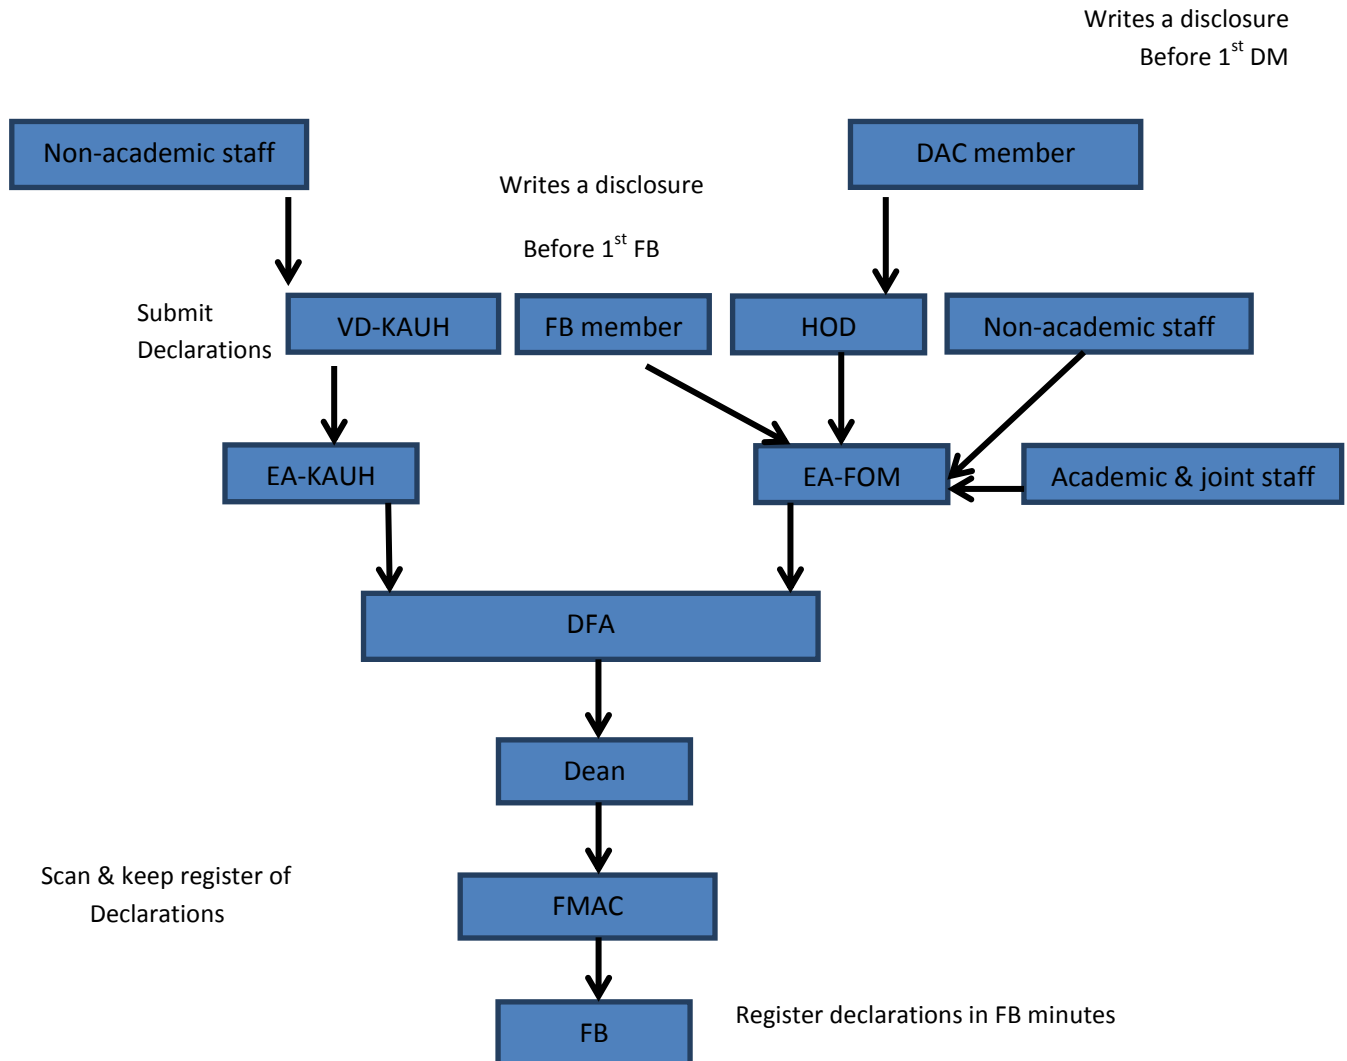 Writes a disclosure
Before 1st DM
Non-academic staff
DAC member
Writes a disclosure
Before 1st FB
Submit
Declarations
VD-KAUH
FB member
HOD
Non-academic staff
EA-KAUH
EA-FOM
Academic & joint staff
DFA
Dean
Scan & keep register of
Declarations
FMAC
FB
Register declarations in FB minutes